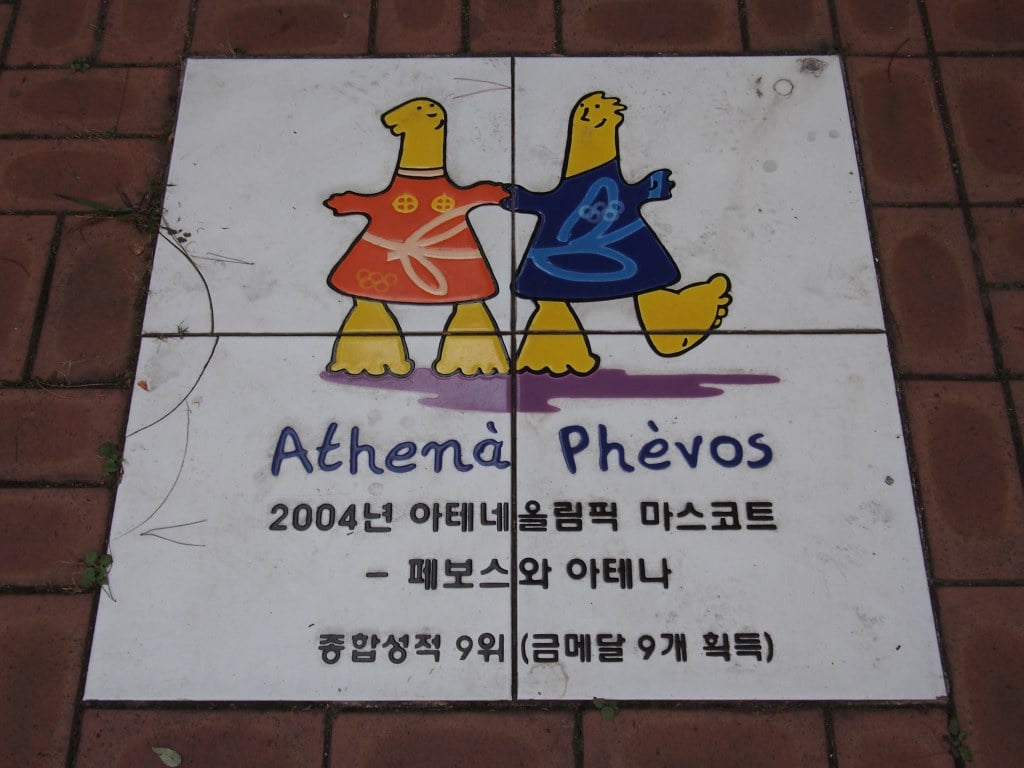 Athenà Phèvos
2004년 아테네올림픽 마스코트
- 페보스와 아테나
종합성적 9위 (금메달 9개 획득)